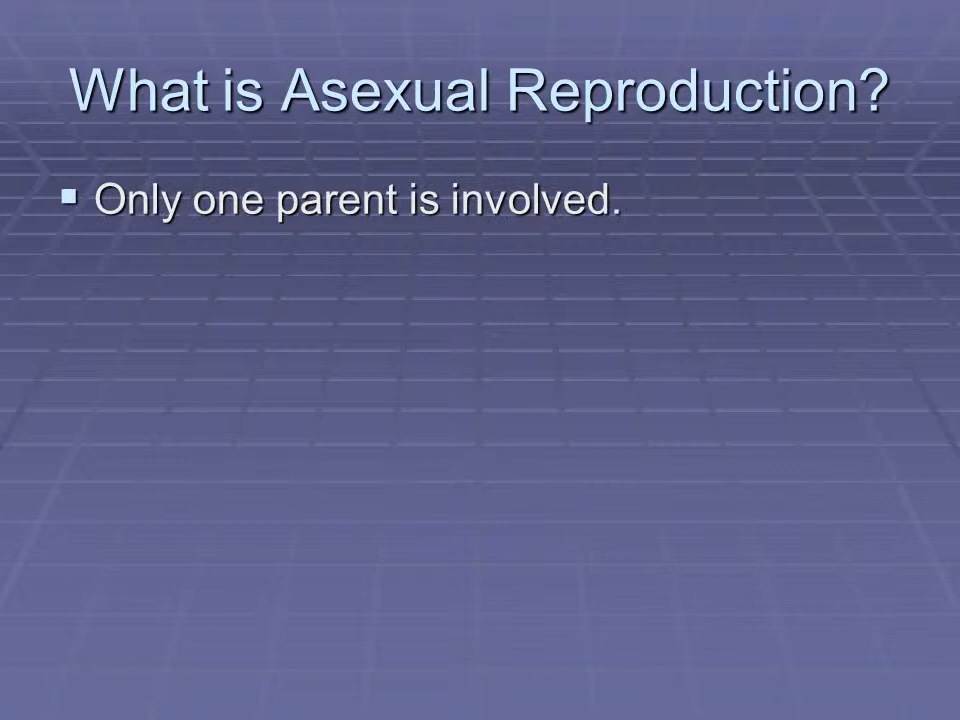 What is Asexual Reproduction?
▪ Only one parent is involved.